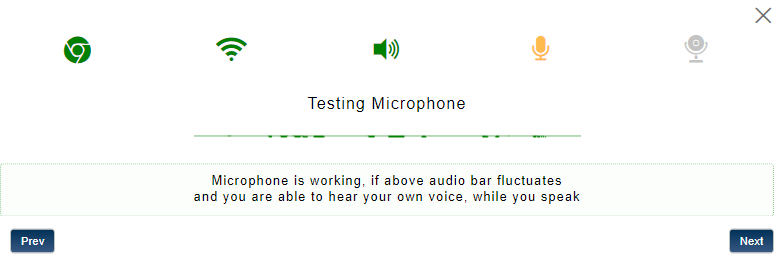 Testing Microphone
Microphone is working, if above audio bar fluctuates
and you are able to hear your own voice, while you speak
Prev
Next